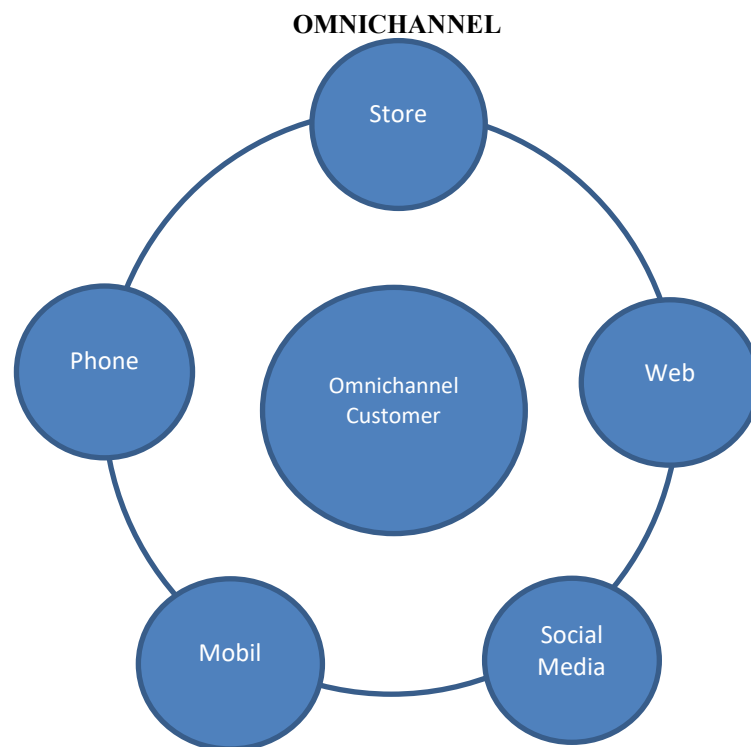 OMNICHANNEL
Store
Phone
Web
Omnichannel
Customer
Mobil
Social
Media